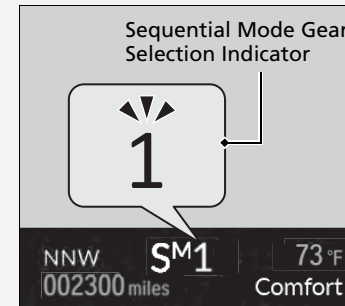 Sequential Mode Gear
Selection Indicator
1
NNW SM1 73 °F
002300 miles Comfort